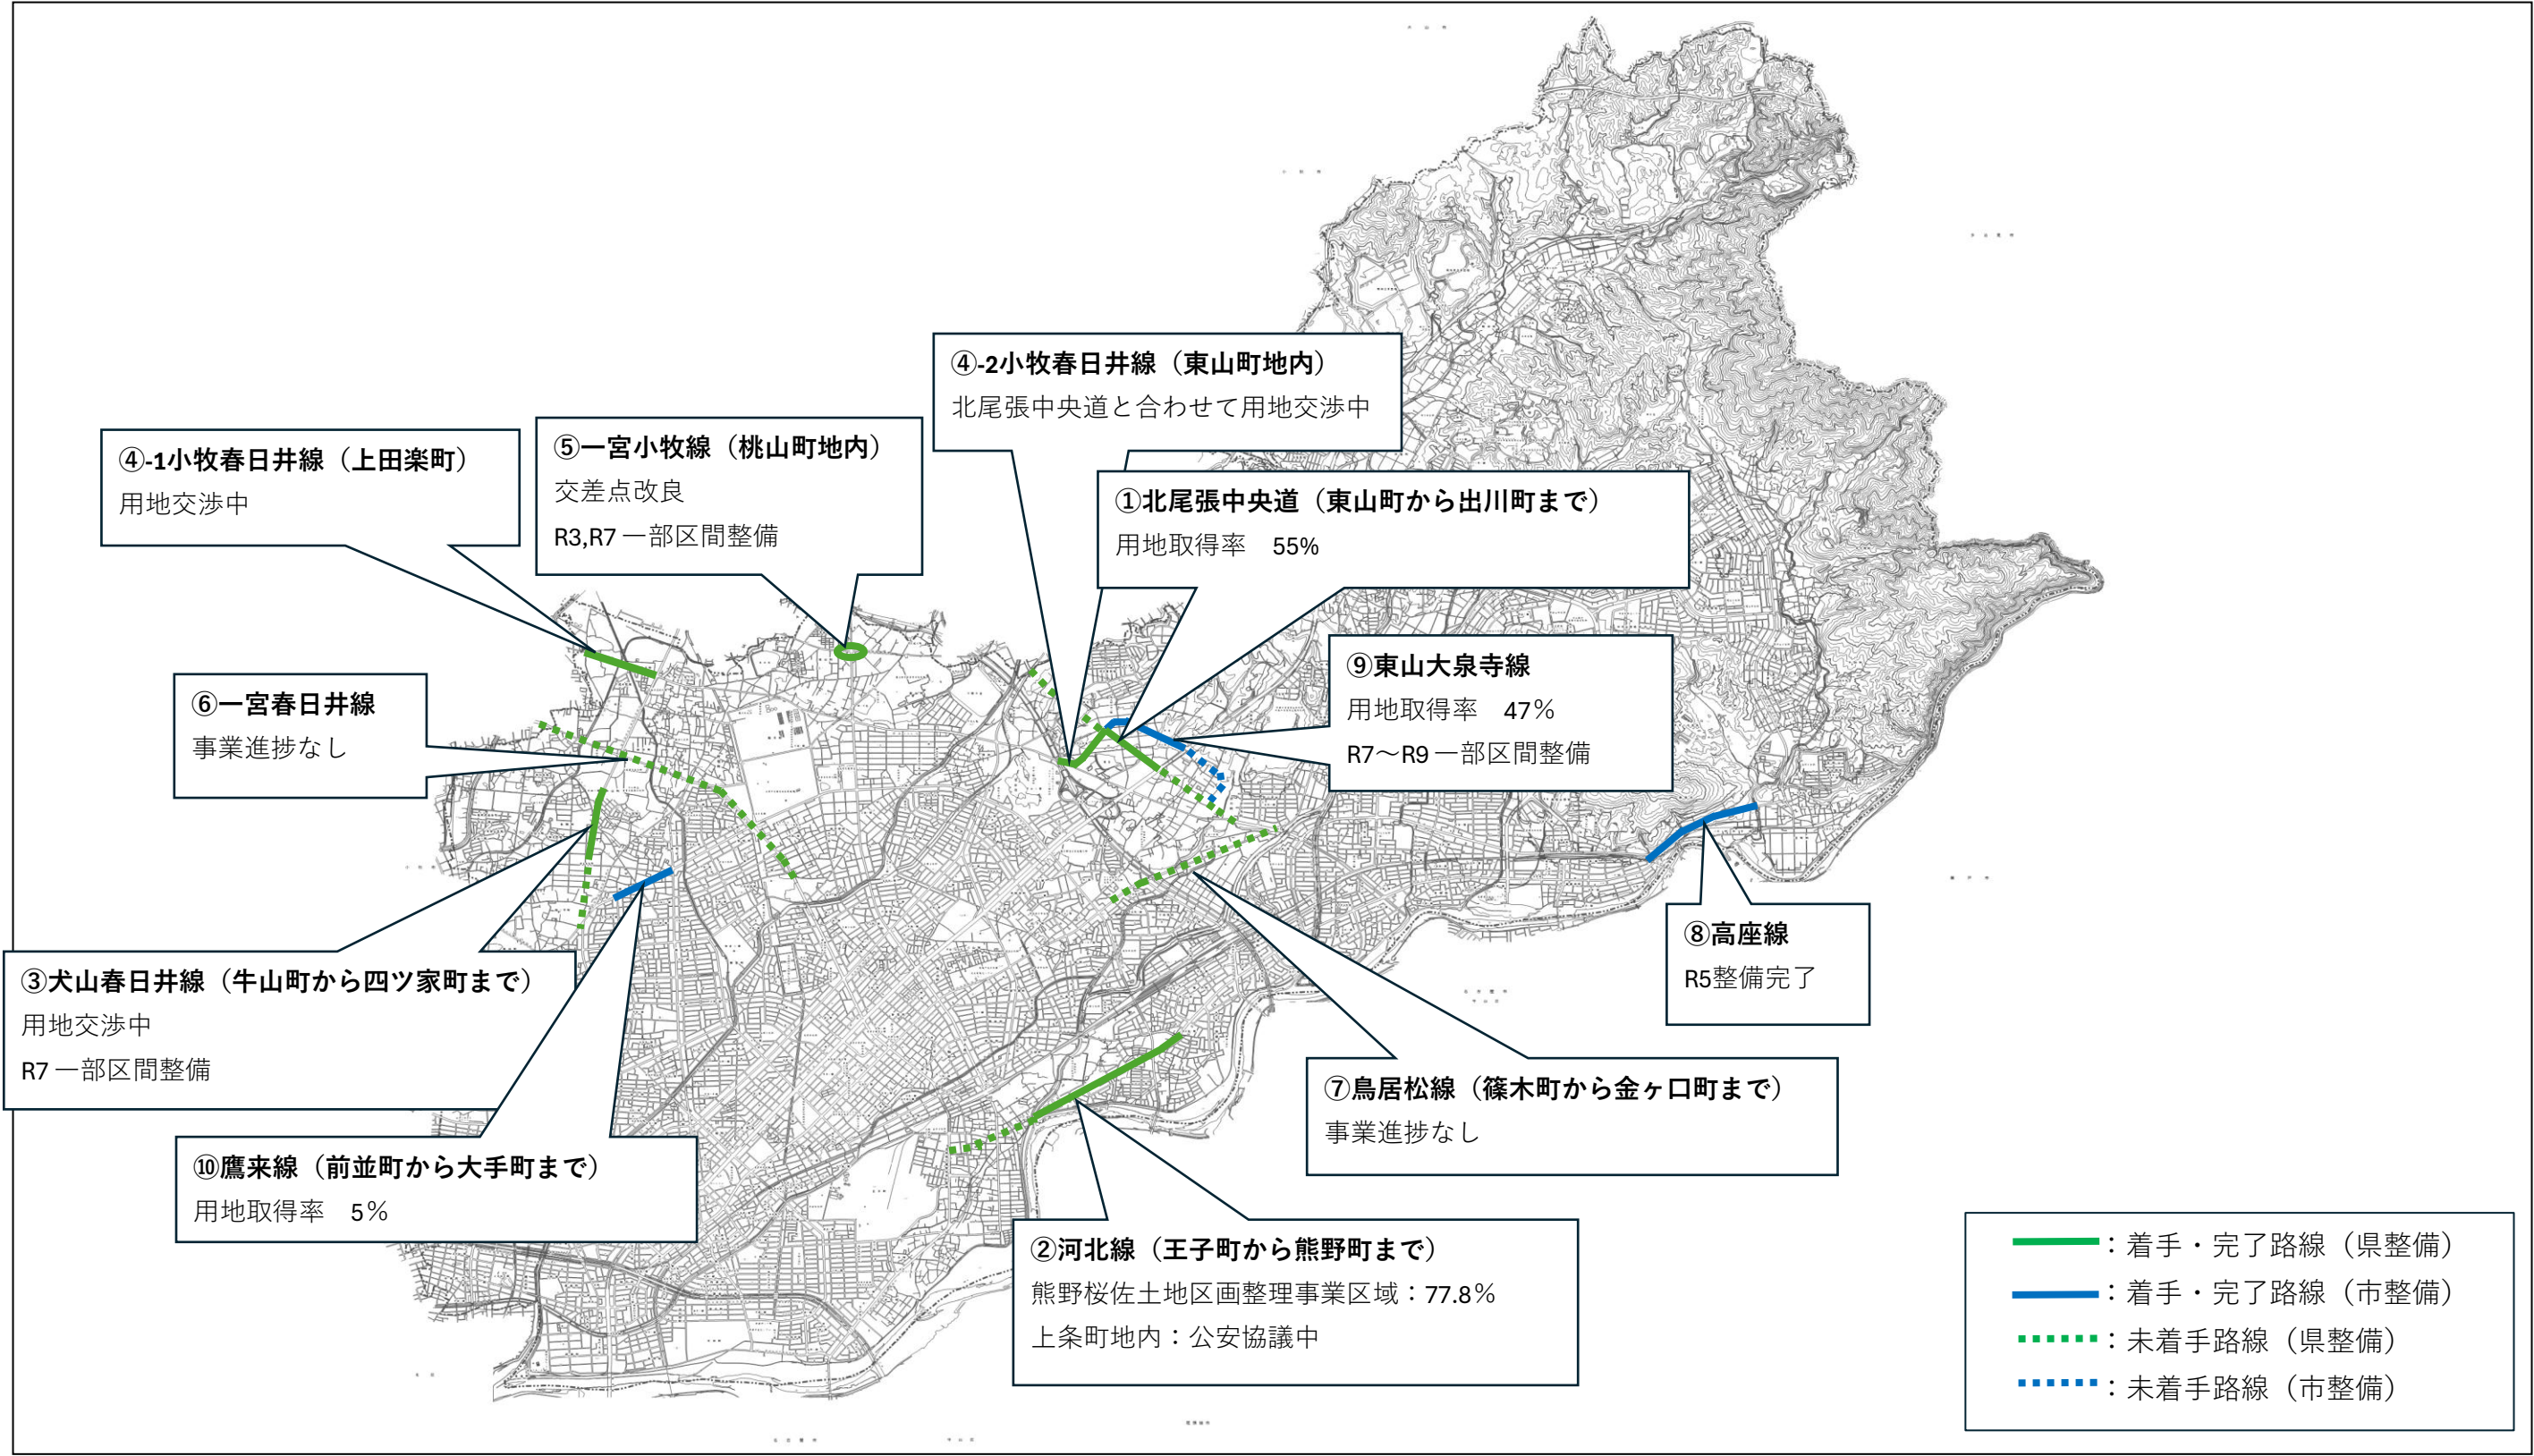 ④-2小牧春日井線（東山町地内）
北尾張中央道と合わせて用地交渉中
④-1小牧春日井線（上田楽町）
用地交渉中
⑤一宮小牧線（桃山町地内）
交差点改良
R3,R7 一部区間整備
①北尾張中央道（東山町から出川町まで）
用地取得率　55%
⑥一宮春日井線
事業進捗なし
⑨東山大泉寺線
用地取得率　47％
R7～R9 一部区間整備
⑧高座線
R5整備完了
③犬山春日井線（牛山町から四ツ家町まで）
用地交渉中
R7 一部区間整備
⑦鳥居松線（篠木町から金ヶ口町まで）
事業進捗なし
⑩鷹来線（前並町から大手町まで）
用地取得率　5％
②河北線（王子町から熊野町まで）
熊野桜佐土地区画整理事業区域：77.8％
上条町地内：公安協議中
：着手・完了路線（県整備）
：着手・完了路線（市整備）
：未着手路線（県整備）
：未着手路線（市整備）